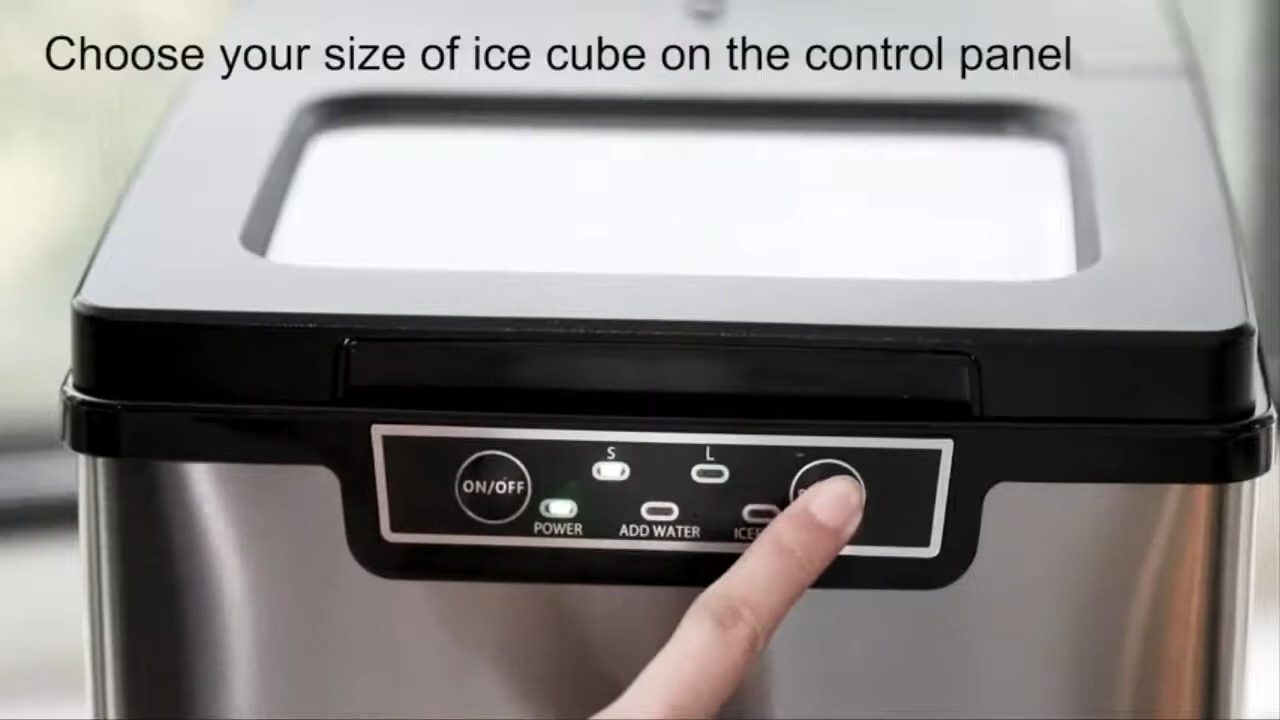 Choose your size of ice cube on the control panel
S L
ON/OFF
POWER ADD WATER